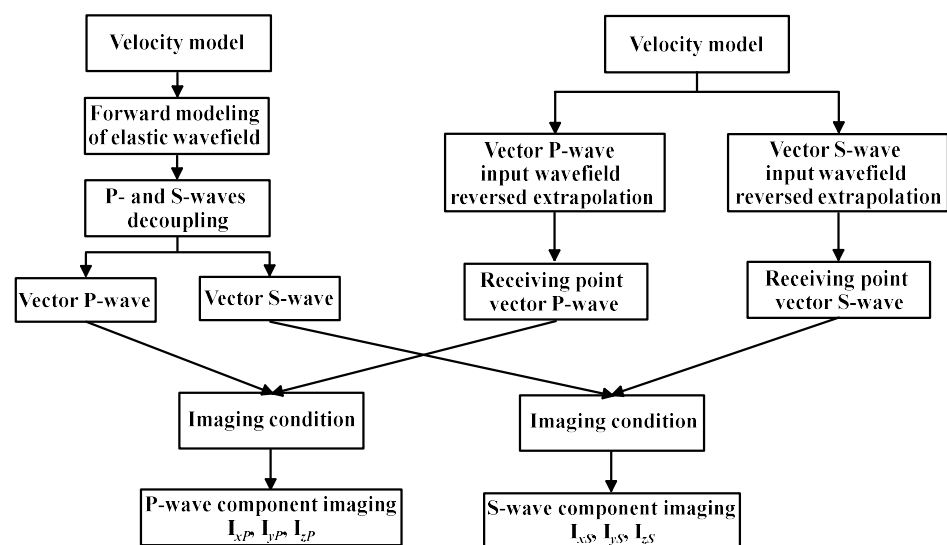 Velocity model
Forward modeling
of elastic wavefield
P- and S-waves
decoupling
Vector P-wave
Vector S-wave
Velocity model
Vector P-wave
input wavefield
reversed extrapolation
Vector S-wave
input wavefield
reversed extrapolation
Receiving point
vector P-wave
Receiving point
vector S-wave
Imaging condition
Imaging condition
P-wave component imaging
IxP, IyP, IzP
S-wave component imaging
IxS, IyS, IzS